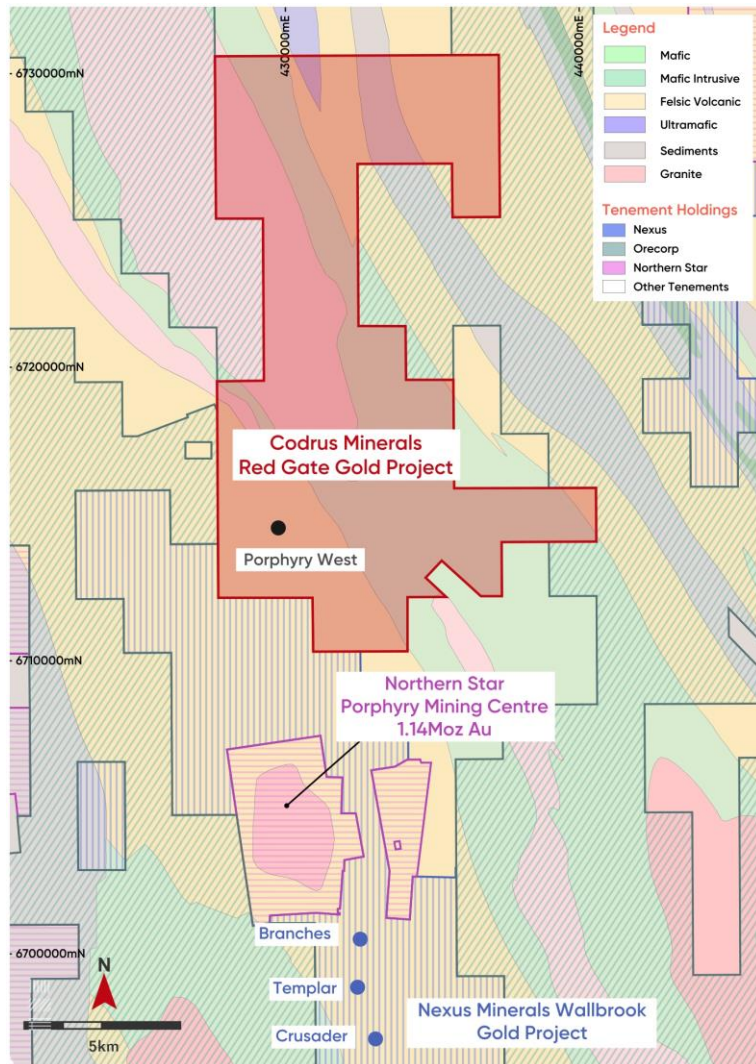 430000mE
440000mE
6730000mN
6720000mN
6710000mN
6700000mN
Legend
Mafic
Mafic Intrusive
Felsic Volcanic
Ultramafic
Sediments
Granite
Tenement Holdings
Nexus
Orecorp
Northern Star
Other Tenements
Codrus Minerals
Red Gate Gold Project
Porphyry West
Northern Star
Porphyry Mining Centre
1.14Moz Au
Branches
Templar
Crusader
Nexus Minerals Wallbrook
Gold Project
N
5km